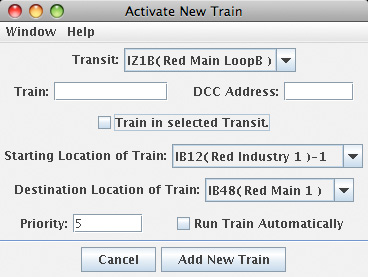 Activate New Train
Window Help
Transit: IZ1B( Red Main LoopB )
Train: DCC Address:
Train in selected Transit.
Starting Location of Train: IB12( Red Industry 1 )-1
Destination Location of Train: IB48( Red Main 1 )
Priority: 5 Run Train Automatically
Cancel Add New Train